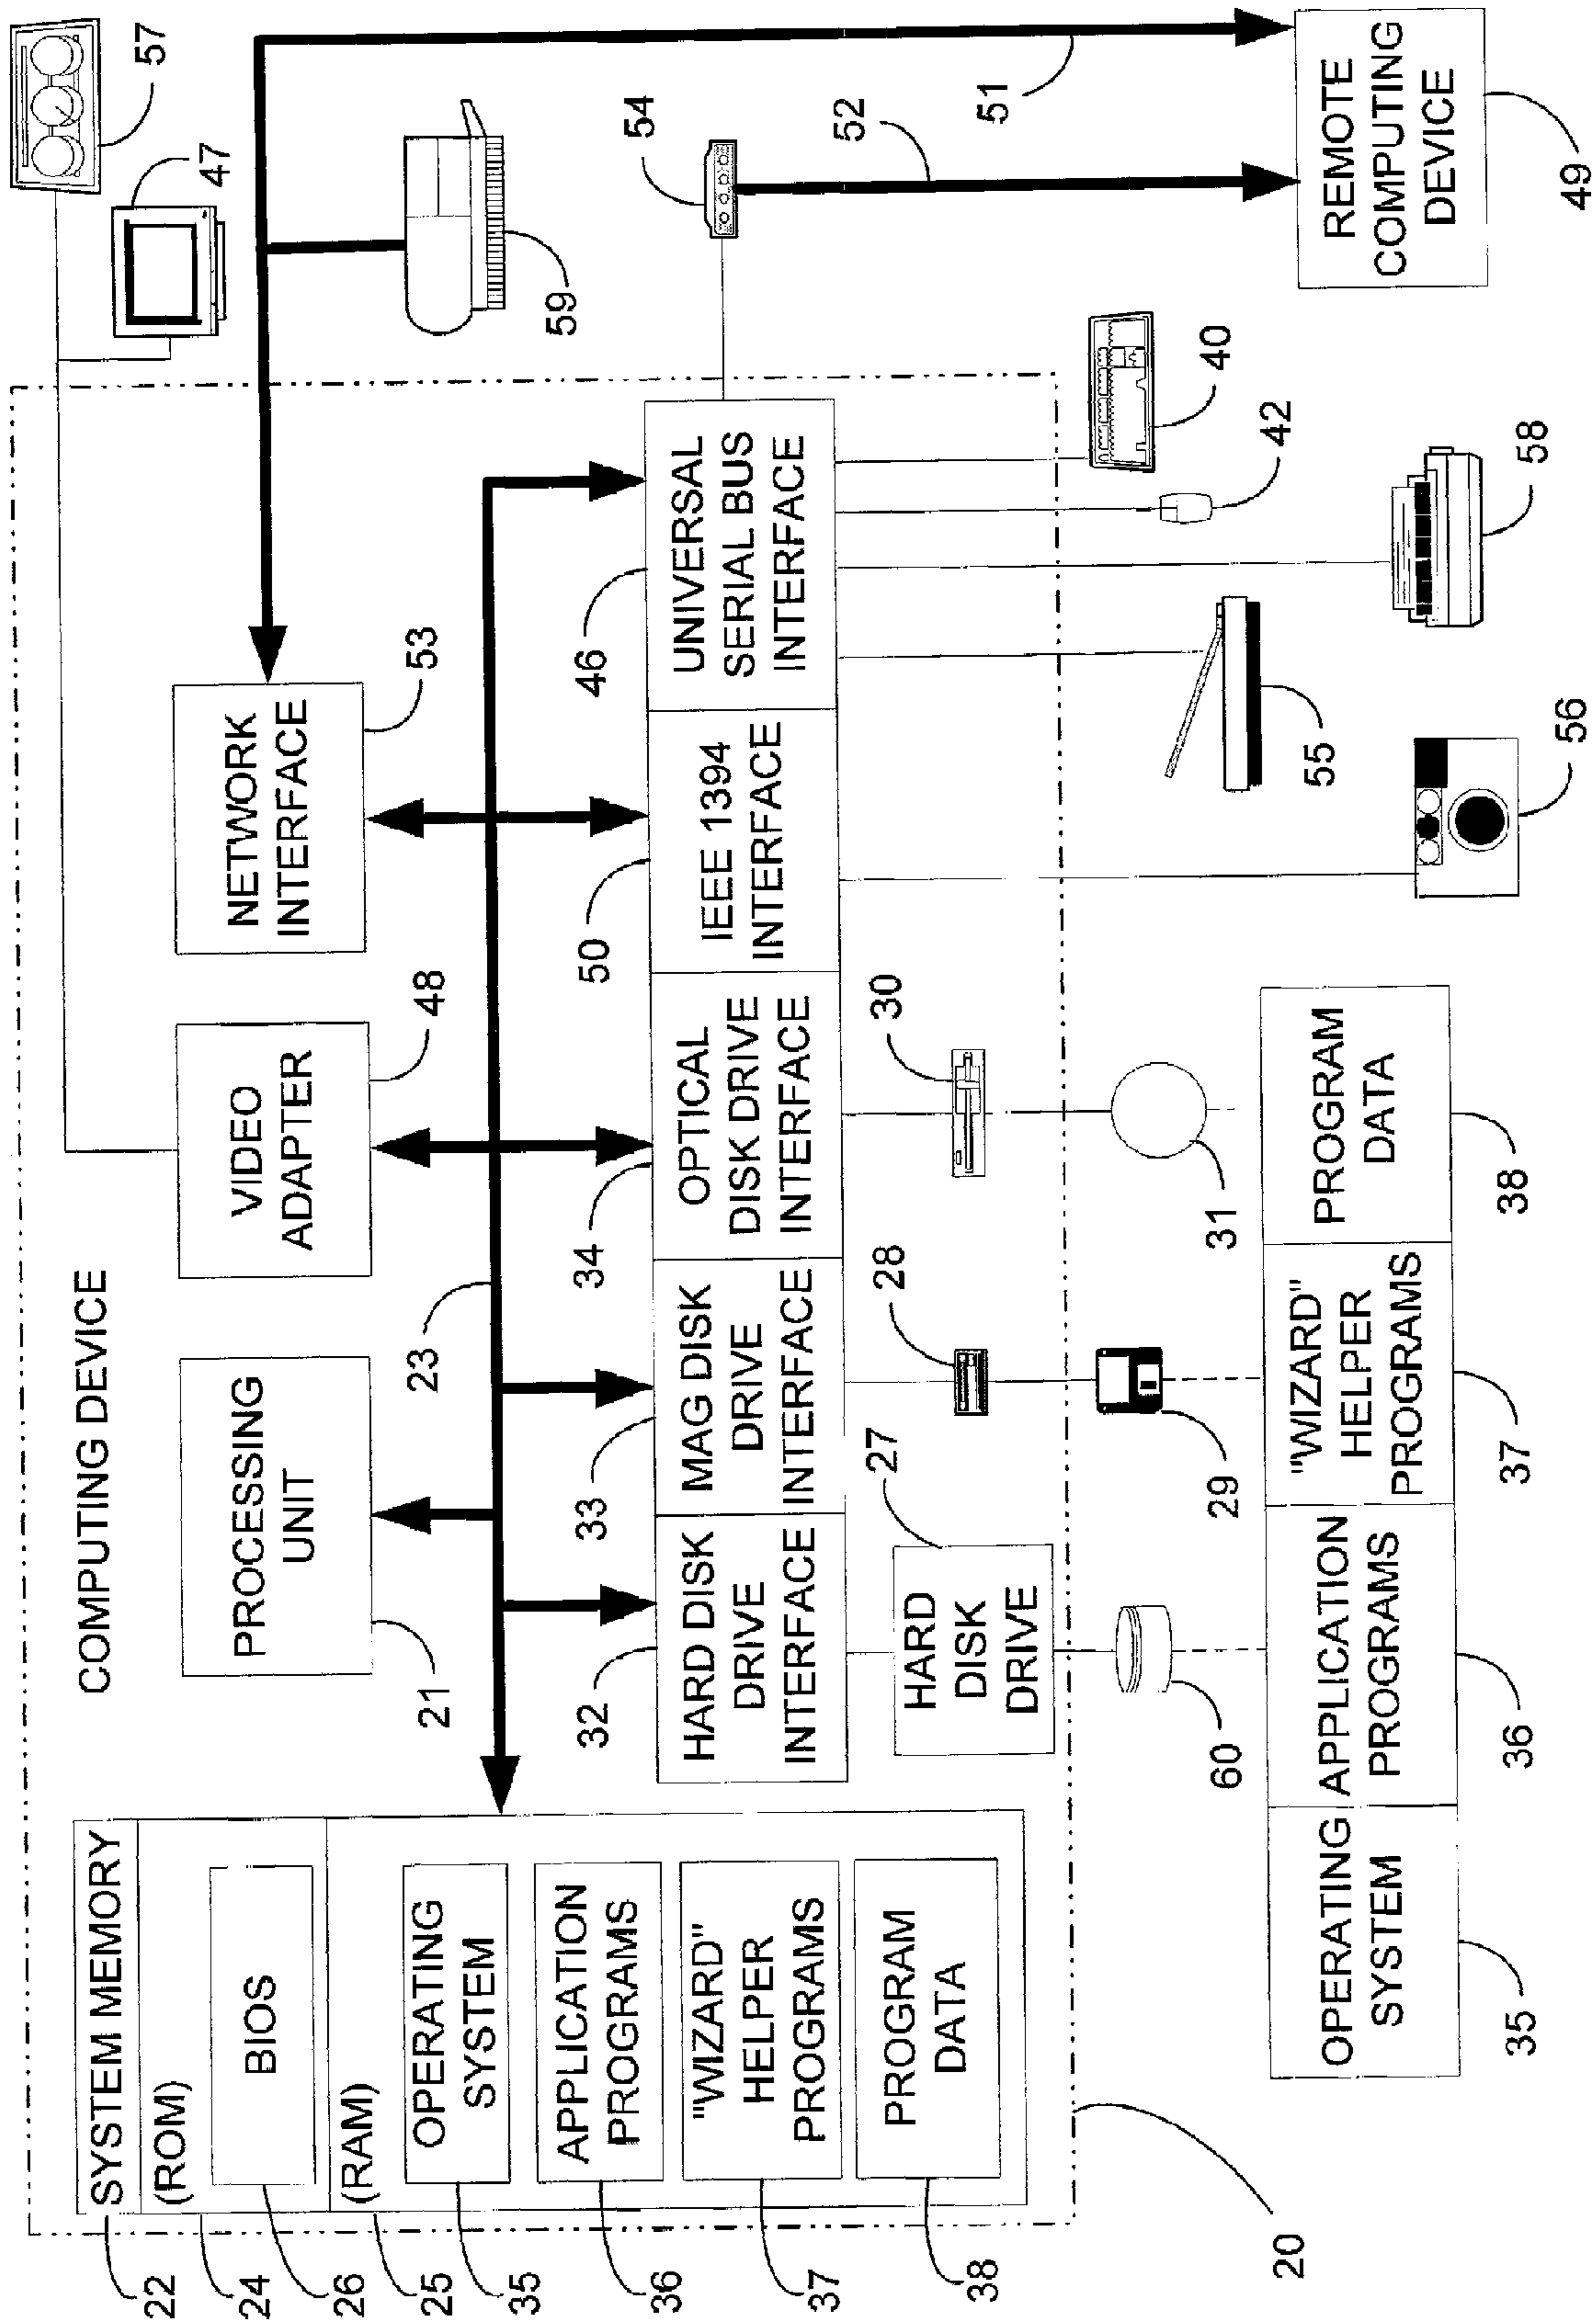 COMPUTING DEVICE
22
SYSTEM MEMORY
24
(ROM)
26
BIOS
25
(RAM)
35
OPERATING
SYSTEM
36
APPLICATION
PROGRAMS
37
"WIZARD"
HELPER
PROGRAMS
38
PROGRAM
DATA
20
21
PROCESSING
UNIT
VIDEO
ADAPTER
48
NETWORK
INTERFACE
53
47
57
59
23
32
HARD DISK
DRIVE
INTERFACE
33
MAG DISK
DRIVE
INTERFACE
34
OPTICAL
DISK DRIVE
INTERFACE
50
IEEE 1394
INTERFACE
46
UNIVERSAL
SERIAL BUS
INTERFACE
54
52
51
HARD
DISK
DRIVE
27
28
30
60
29
31
55
42
40
58
56
REMOTE
COMPUTING
DEVICE
49
OPERATING
SYSTEM
35
APPLICATION
PROGRAMS
36
"WIZARD"
HELPER
PROGRAMS
37
PROGRAM
DATA
38